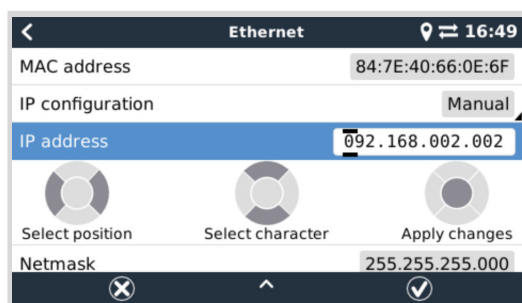 Ethernet 16:49
MAC address 84:7E:40:66:0E:6F
IP configuration Manual
IP address 092.168.002.002
Select position Select character Apply changes
Netmask 255.255.255.000